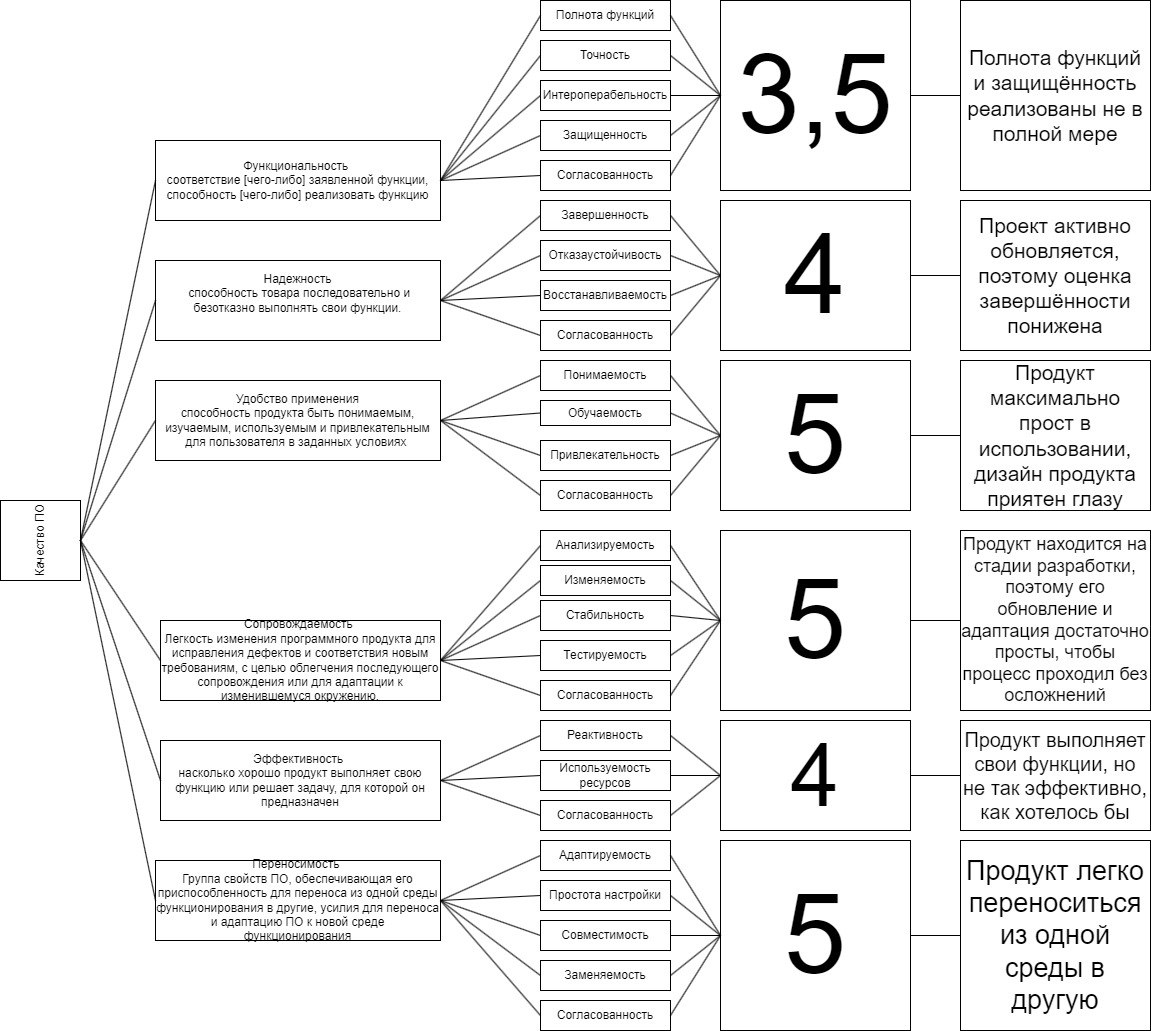 Качество ПО
Функциональность
соответствие [чего-либо] заявленной функции,
способность [чего-либо] реализовать функцию
Полнота функций
Точность
Интероперабельность
Защищенность
Согласованность
3,5
Полнота функций
и защищённость
реализованы не в
полной мере
Надежность
способность товара последовательно и
безотказно выполнять свои функции.
Завершенность
Отказаустойчивость
Восстанавливаемость
Согласованность
4
Проект активно
обновляется,
поэтому оценка
завершённости
понижена
Удобство применения
способность продукта быть понимаемым,
изучаемым, используемым и привлекательным
для пользователя в заданных условиях
Понимаемость
Обучаемость
Привлекательность
Согласованность
5
Продукт
максимально
прост в
использовании,
дизайн продукта
приятен глазу
Сопровождаемость
Легкость изменения программного продукта для
исправления дефектов и соответствия новым
требованиям, с целью облегчения последующего
сопровождения или для адаптации к
изменившемуся окружению.
Анализируемость
Изменяемость
Стабильность
Тестируемость
Согласованность
5
Продукт находится на
стадии разработки,
поэтому его
обновление и
адаптация достаточно
просты, чтобы
процесс проходил без
осложнений
Эффективность
насколько хорошо продукт выполняет свою
функцию или решает задачу, для которой он
предназначен
Реактивность
Используемость
ресурсов
Согласованность
4
Продукт выполняет
свои функции, но
не так эффективно,
как хотелось бы
Переносимость
Группа свойств ПО, обеспечивающая его
приспособленность для переноса из одной среды
функционирования в другие, усилия для переноса
и адаптацию ПО к новой среде
функционирования
Адаптируемость
Простота настройки
Совместимость
Заменяемость
Согласованность
5
Продукт легко
переноситься
из одной
среды в
другую